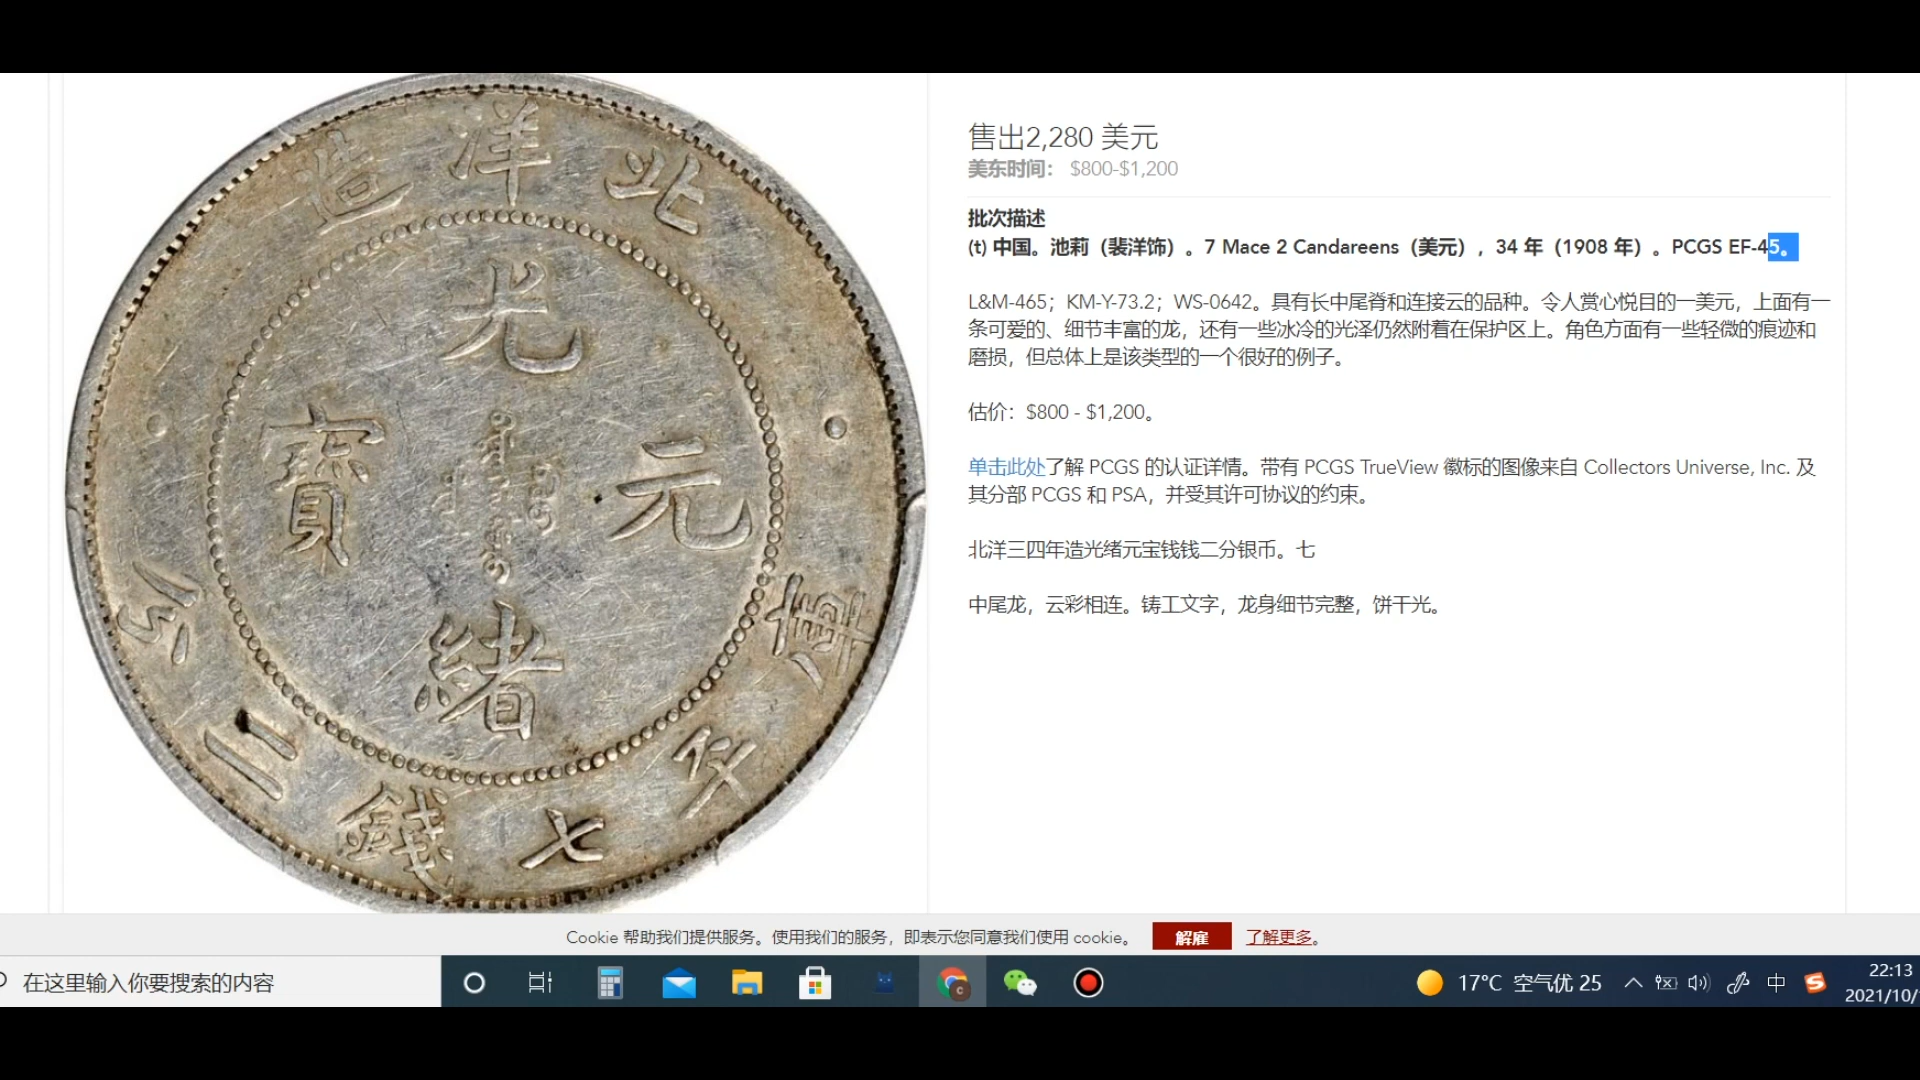 北洋造
光緒元寶
庫平七錢二分
售出2,280 美元
美东时间： $800-$1,200
批次描述
(t) 中国。池莉（裴洋饰）。7 Mace 2 Candareens（美元），34 年（1908 年）。PCGS EF-45。
L&M-465；KM-Y-73.2；WS-0642。具有长中尾脊和连接云的品种。令人赏心悦目的一美元，上面有一
条可爱的、细节丰富的龙，还有一些冰冷的光泽仍然附着在保护区上。角色方面有一些轻微的痕迹和
磨损，但总体上是该类型的一个很好的例子。
估价：$800 - $1,200。
单击此处了解 PCGS 的认证详情。带有 PCGS TrueView 徽标的图像来自 Collectors Universe, Inc. 及
其分部 PCGS 和 PSA，并受其许可协议的约束。
北洋三四年造光绪元宝钱钱二分银币。七
中尾龙，云彩相连。铸工文字，龙身细节完整，饼干光。
Cookie 帮助我们提供服务。使用我们的服务，即表示您同意我们使用 cookie。 解雇 了解更多。
在这里输入你要搜索的内容
17°C 空气优 25
中
22:13
2021/10/